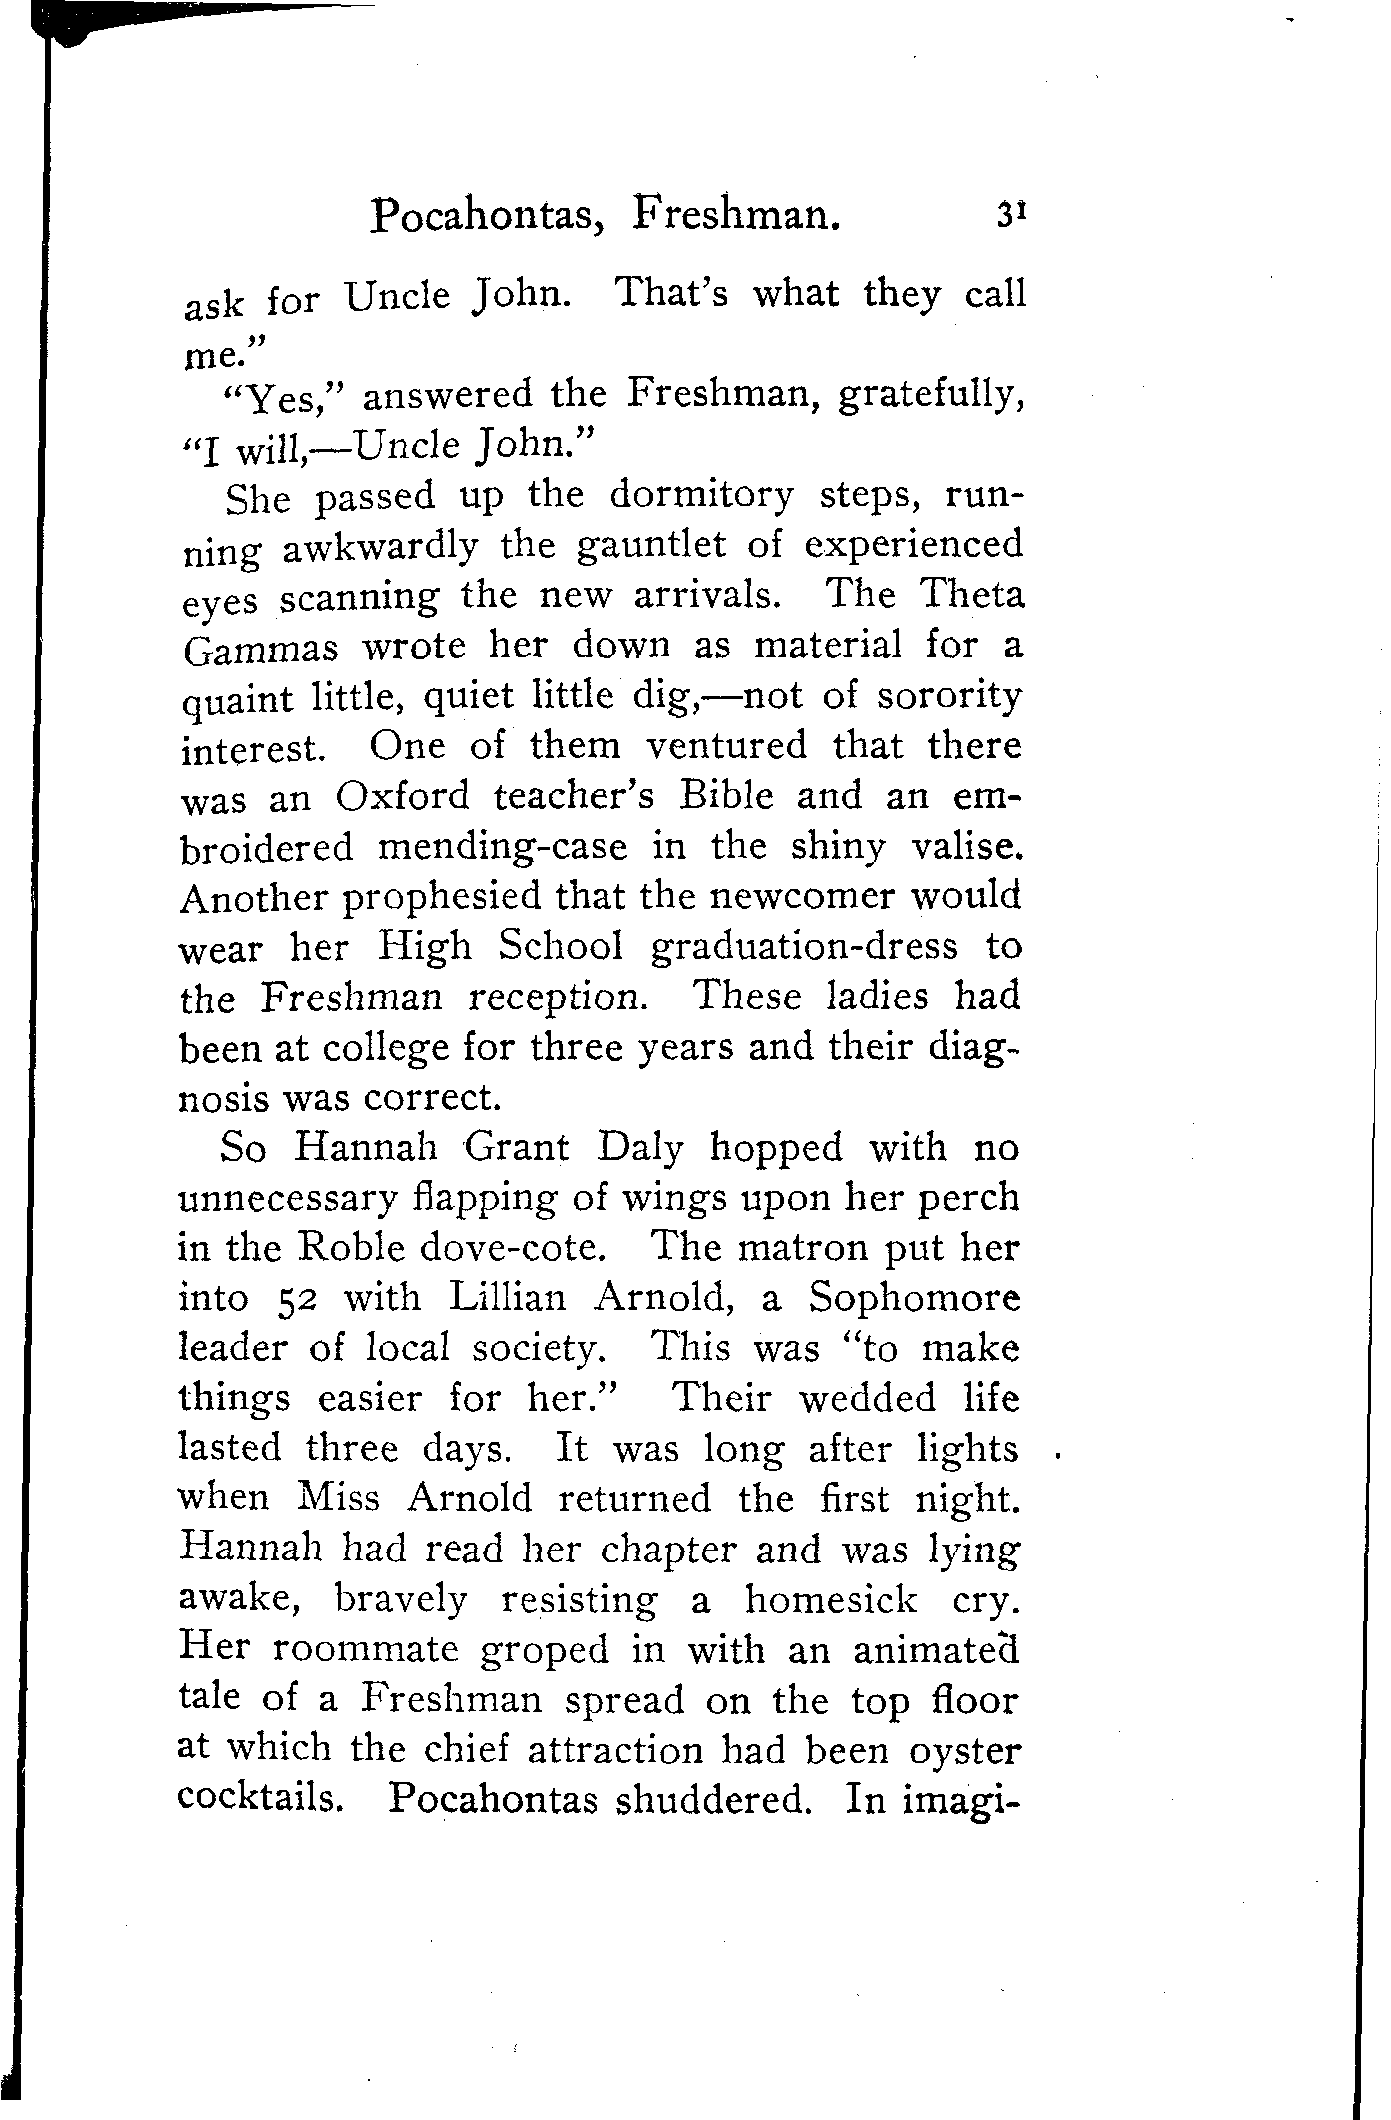 Pocahontas, Freshman. 31
ask for Uncle John. That's what they call
me."
"Yes," answered the Freshman, gratefully,
"I will,—Uncle John."
She passed up the dormitory steps, run-
ning awkwardly the gauntlet of experienced
eyes scanning the new arrivals. The Theta
Gammas wrote her down as material for a
quaint little, quiet little dig,—not of sorority
interest. One of them ventured that there
was an Oxford teacher's Bible and an em-
broidered mending-case in the shiny valise.
Another prophesied that the newcomer would
wear her High School graduation-dress to
the Freshman reception. These ladies had
been at college for three years and their diag-
nosis was correct.
So Hannah Grant Daly hopped with no
unnecessary flapping of wings upon her perch
in the Roble dove-cote. The matron put her
into 52 with Lillian Arnold, a Sophomore
leader of local society. This was "to make
things easier for her." Their wedded life
lasted three days. It was long after lights
when Miss Arnold returned the first night.
Hannah had read her chapter and was lying
awake, bravely resisting a homesick cry.
Her roommate groped in with an animated
tale of a Freshman spread on the top floor
at which the chief attraction had been oyster
cocktails. Pocahontas shuddered. In imagi-